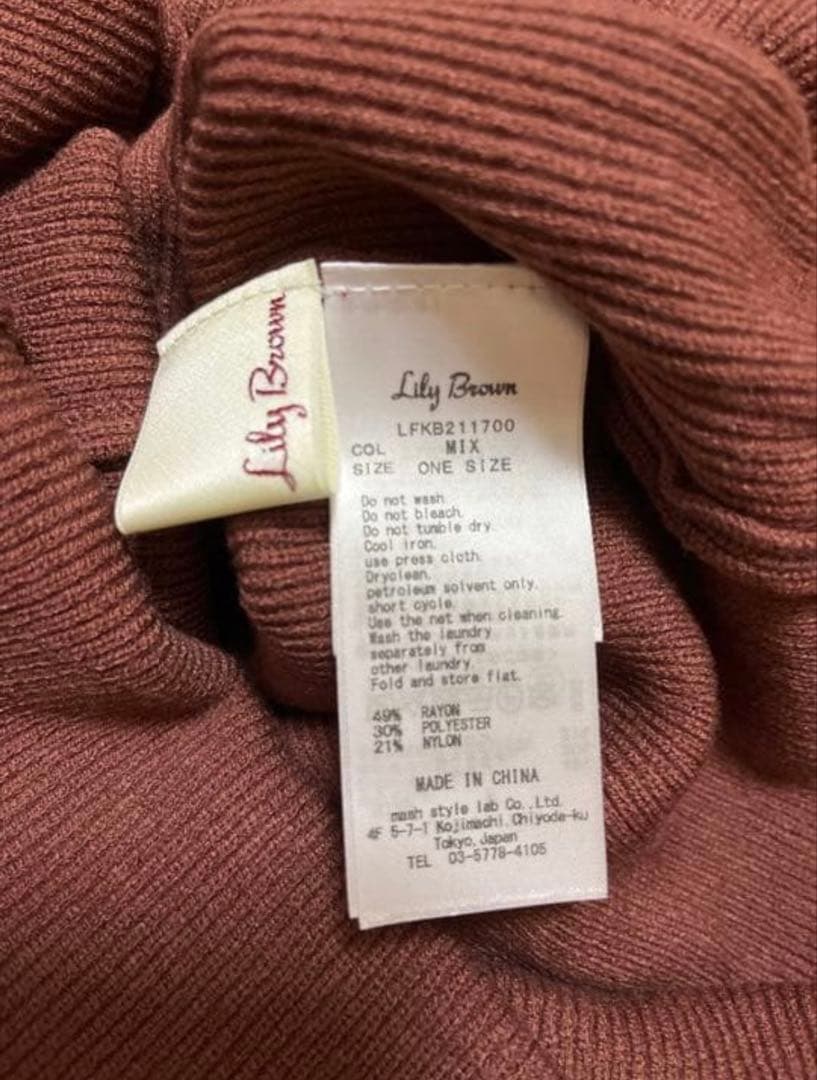 Lily Brown
Lily Brown
LFKB211700
COL MIX
SIZE ONE SIZE
Do not wash
Do not bleach.
Do not tumble dry.
Cool iron.
use press cloth.
Dryclean.
petroleum solvent only.
short cycle.
Use the net when cleaning.
Wash the laundry
separately from
other laundry.
Fold and store flat.
49% RAYON
30% POLYESTER
21% NYLON
MADE IN CHINA
mash style lab Co.,Ltd.
4F 5-7-1 Kojimachi Chiyoda-ku
Tokyo, Japan
TEL 03-5778-4105